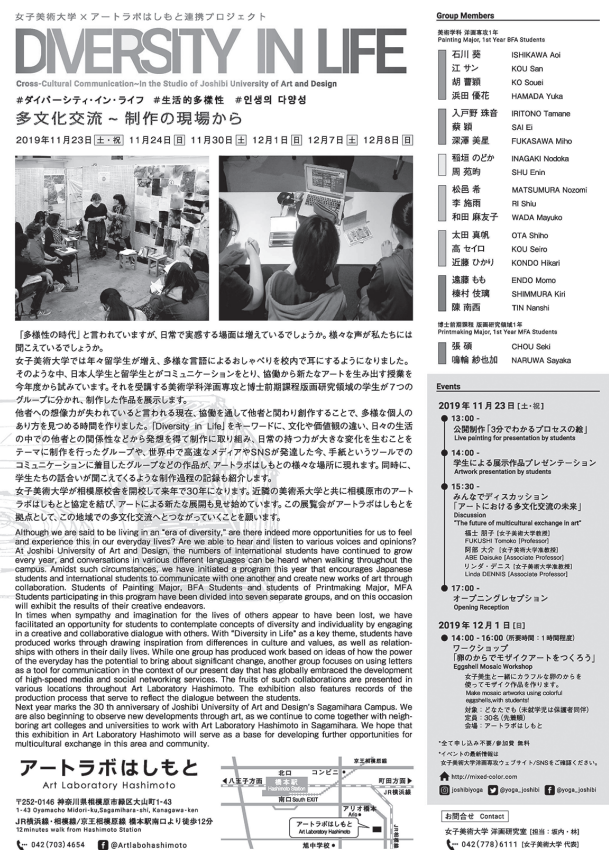 女子美術大学 × アートラボはしもと連携プロジェクト
DIVERSITY IN LIFE
Cross-Cultural Communication~in the Studio of Joshibi University of Art and Design
#ダイバーシティ・イン・ライフ #生活的多樣性 #인생의 다양성
多文化交流 ~ 制作の現場から
2019年11月23日[土・祝] 11月24日[日] 11月30日[土] 12月1日[日] 12月7日[土] 12月8日[日]
「多様性の時代」と言われていますが、日常で実感する場面は増えているでしょうか。様々な声が私たちには
聞こえているでしょうか。
女子美術大学では年々留学生が増え、多様な言語によるおしゃべりを校内で耳にするようになりました。
そのような中、日本人学生と留学生とがコミュニケーションをとり、協働から新たなアートを生み出す授業を
今年度から試みています。それを受講する美術学科洋画専攻と博士前期課程版画研究領域の学生が7つの
グループに分かれ、制作した作品を展示します。
他者への想像力が失われていると言われる現在、協働を通して他者と関わり創作することで、多様な個人の
あり方を見つめる時間を作りました。「Diversity in Life」をキーワードに、文化や価値観の違い、日々の生活
の中での他者との関係性などから発想を得て制作に取り組み、日常の持つ力が大きな変化を生むことを
テーマに制作を行ったグループや、世界中で高速なメディアやSNSが発達した今、手紙というツールでの
コミュニケーションに着目したグループなどの作品が、アートラボはしもとの様々な場所に現れます。同時に、
学生たちの話合いが聞こえてくるような制作過程の記録も紹介します。
女子美術大学が相模原校舎を開校して来年で30年になります。近隣の美術系大学と共に相模原市のアート
ラボはしもとと協定を結び、アートによる新たな展開も見せ始めています。この展覧会がアートラボはしもとを
拠点として、この地域での多文化交流へとつながっていくことを願います。
Although we are said to be living in an "era of diversity," are there indeed more opportunities for us to feel
and experience this in our everyday lives? Are we able to hear and listen to various voices and opinions?
At Joshibi University of Art and Design, the numbers of international students have continued to grow
every year, and conversations in various different languages can be heard when walking throughout the
campus. Amidst such circumstances, we have initiated a program this year that encourages Japanese
students and international students to communicate with one another and create new works of art through
collaboration. Students of Painting Major, BFA Students and students of Printmaking Major, MFA
Students participating in this program have been divided into seven separate groups, and on this occasion
will exhibit the results of their creative endeavors.
In times when sympathy and imagination for the lives of others appear to have been lost, we have
facilitated an opportunity for students to contemplate concepts of diversity and individuality by engaging
in a creative and collaborative dialogue with others. With "Diversity in Life" as a key theme, students have
produced works through drawing inspiration from differences in culture and values, as well as relation-
ships with others in their daily lives. While one group has produced work based on ideas of how the power
of the everyday has the potential to bring about significant change, another group focuses on using letters
as a tool for communication in the context of our present day that has globally embraced the development
of high-speed media and social networking services. The fruits of such collaborations are presented in
various locations throughout Art Laboratory Hashimoto. The exhibition also features records of the
production process that serve to reflect the dialogue between the students.
Next year marks the 30 th anniversary of Joshibi University of Art and Design's Sagamihara Campus. We
are also beginning to observe new developments through art, as we continue to come together with neigh-
boring art colleges and universities to work with Art Laboratory Hashimoto in Sagamihara. We hope that
this exhibition in Art Laboratory Hashimoto will serve as a base for developing further opportunities for
multicultural exchange in this area and community.
アートラボはしもと
Art Laboratory Hashimoto
〒252-0146 神奈川県相模原市緑区大山町1-43
1-43 Oyamacho Midori-ku,Sagamihara-shi, Kanagawa-ken
JR横浜線・相模線/京王相模原線 橋本駅南口より徒歩12分
12minutes walk from Hashimoto Station
042(703)4654 @Artlabohashimoto
京王相模原線
北口 コンビニ
八王子方面 橋本駅 町田方面
Hashimoto Station
JR横浜線
南口South EXIT
アリオ橋本
Ario
アートラボはしもと
Art Laboratory Hashimoto
旭中学校
JR相模線
Group Members
美術学科 洋画専攻1年
Painting Major, 1st Year BFA Students
石川 葵 ISHIKAWA Aoi
江 サン KOU San
胡 曹穎 KO Souei
浜田 優花 HAMADA Yuka
入戸野 珠音 IRITONO Tamane
蔡 穎 SAI Ei
深澤 美星 FUKASAWA Miho
稲垣 のどか INAGAKI Nodoka
周 苑昀 SHU Enin
松邑 希 MATSUMURA Nozomi
李 施雨 RI Shiu
和田 麻友子 WADA Mayuko
太田 真帆 OTA Shiho
高 セイロ KOU Seiro
近藤 ひかり KONDO Hikari
遠藤 もも ENDO Momo
榛村 伎璃 SHIMMURA Kiri
陳 南西 TIN Nanshi
博士前期課程 版画研究領域1年
Printmaking Major, 1st Year MFA Students
張 碩 CHOU Seki
鳴輪 紗也加 NARUWA Sayaka
Events
2019年11月23日[土・祝]
13:00 -
公開制作「3分でわかるプロセスの絵」
Live painting for presentation by students
14:00 -
学生による展示作品プレゼンテーション
Artwork presentation by students
15:30 -
みんなでディスカッション
「アートにおける多文化交流の未来」
Discussion
"The future of multicultural exchange in art"
福士 朋子 [女子美術大学教授]
FUKUSHI Tomoko [Professor]
阿部 大介 [女子美術大学准教授]
ABE Daisuke [Associate Professor]
リンダ・デニス [女子美術大学准教授]
Linda DENNIS [Associate Professor]
17:00 -
オープニングレセプション
Opening Reception
2019年12月1日[日]
14:00 - 16:00 (所要時間:1時間程度)
ワークショップ
「卵のからでモザイクアートをつくろう」
Eggshell Mosaic Workshop
女子美生と一緒にカラフルな卵のからを
使ってモザイク作品を作ります。
Make mosaic artworks using colorful
eggshells,with students!
対象:どなたでも(未就学児は保護者同伴)
定員:30名(先着順)
会場:アートラボはしもと
*全て申し込み不要/参加費 無料
*イベントの最新情報は
女子美術大学洋画専攻ウェブサイト/SNSをご確認ください。
http://mixed-color.com
joshibiyoga @yoga_joshibi @yoga.joshibi
お問合せ Contact
女子美術大学 洋画研究室 [担当:坂内・林]
042(778)6111 [女子美術大学 代表]